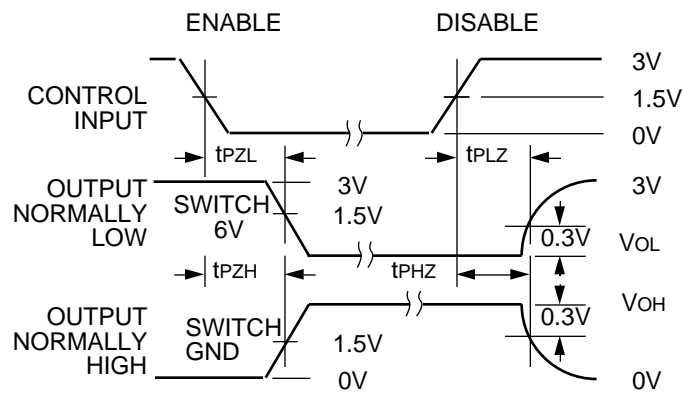 ENABLE DISABLE
3V
CONTROL INPUT 1.5V
0V
tPZL tPLZ
OUTPUT NORMALLY LOW
SWITCH 6V
3V
1.5V
3V
0.3V VOL
tPZH tPHZ
OUTPUT NORMALLY HIGH
SWITCH GND
1.5V
0V
0.3V VOH
0V